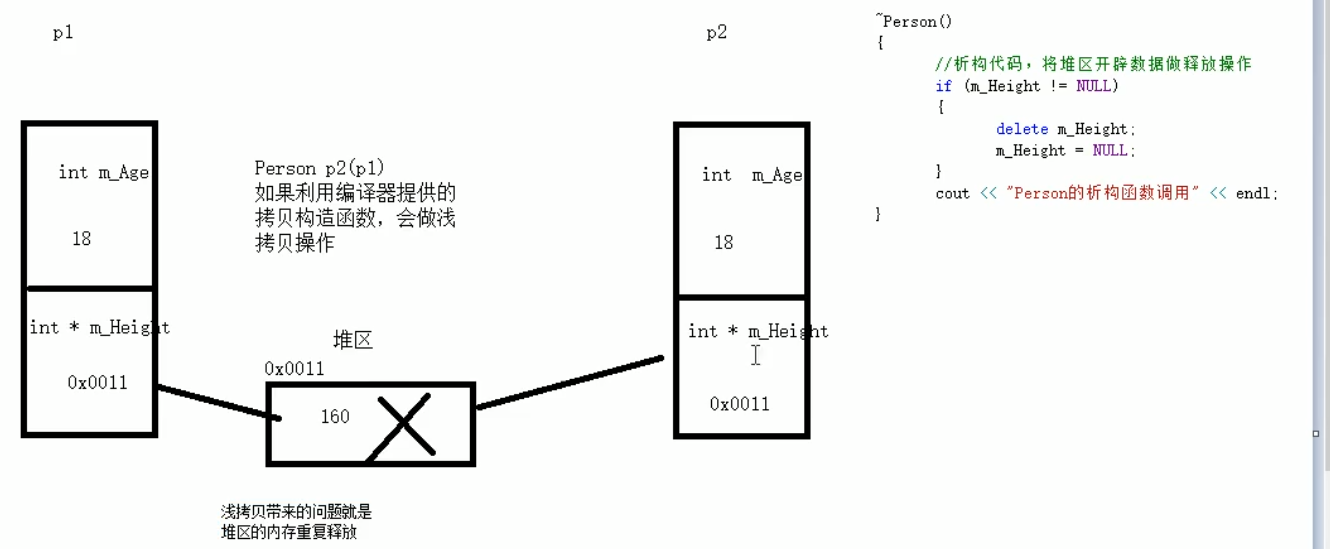 p1
int m_Age
18
int * m_Height
0x0011
Person p2(p1)
如果利用编译器提供的
拷贝构造函数，会做浅
拷贝操作
堆区
0x0011
160
浅拷贝带来的问题就是
堆区的内存重复释放
p2
int  m_Age
18
int * m_Height
0x0011
~Person()
{
//析构代码，将堆区开辟数据做释放操作
if (m_Height != NULL)
{
delete m_Height;
m_Height = NULL;
}
cout << "Person的析构函数调用" << endl;
}